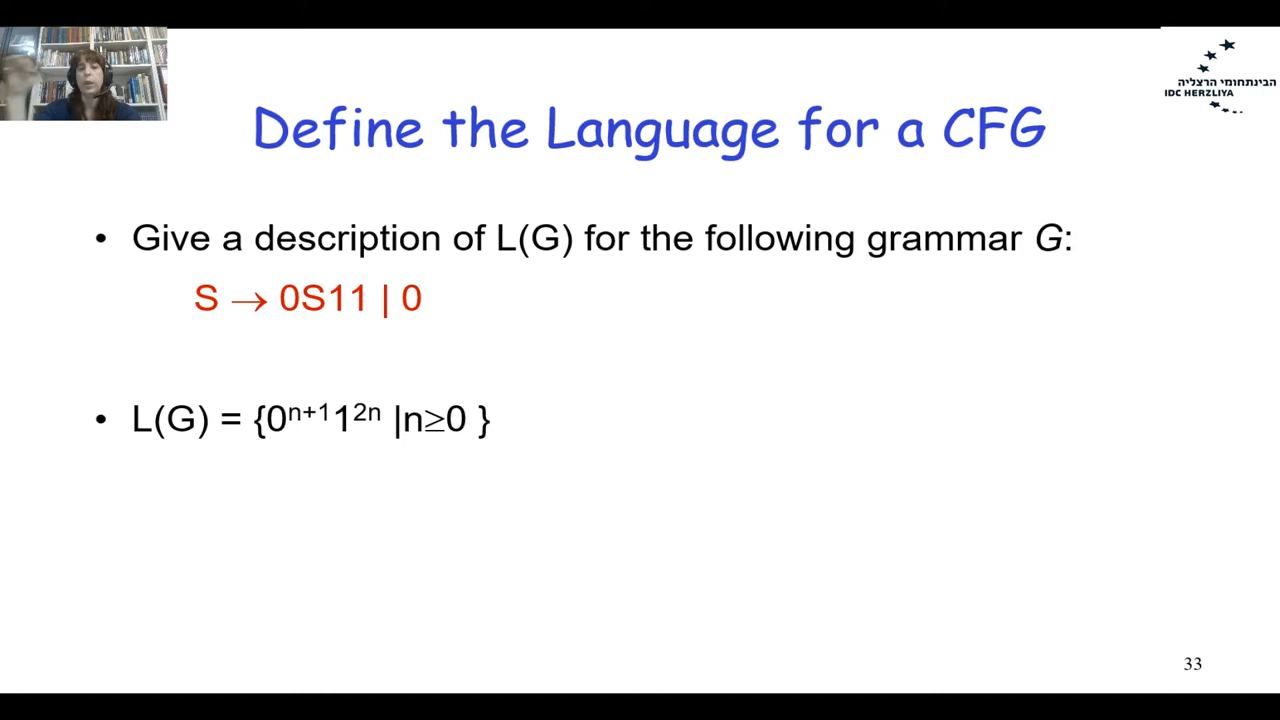 הבינתחומי הרצליה
IDC HERZLIYA
Define the Language for a CFG
• Give a description of L(G) for the following grammar G:
S → 0S11 | 0
• L(G) = {0ⁿ⁺¹1²ⁿ |n≥0 }
33